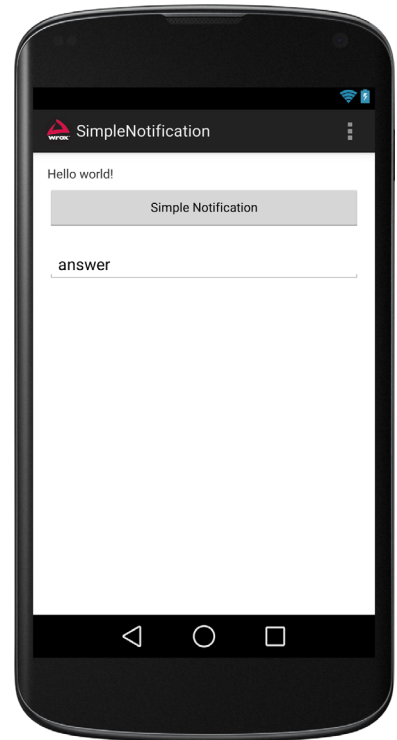 wrox
SimpleNotification
Hello world!
Simple Notification
answer